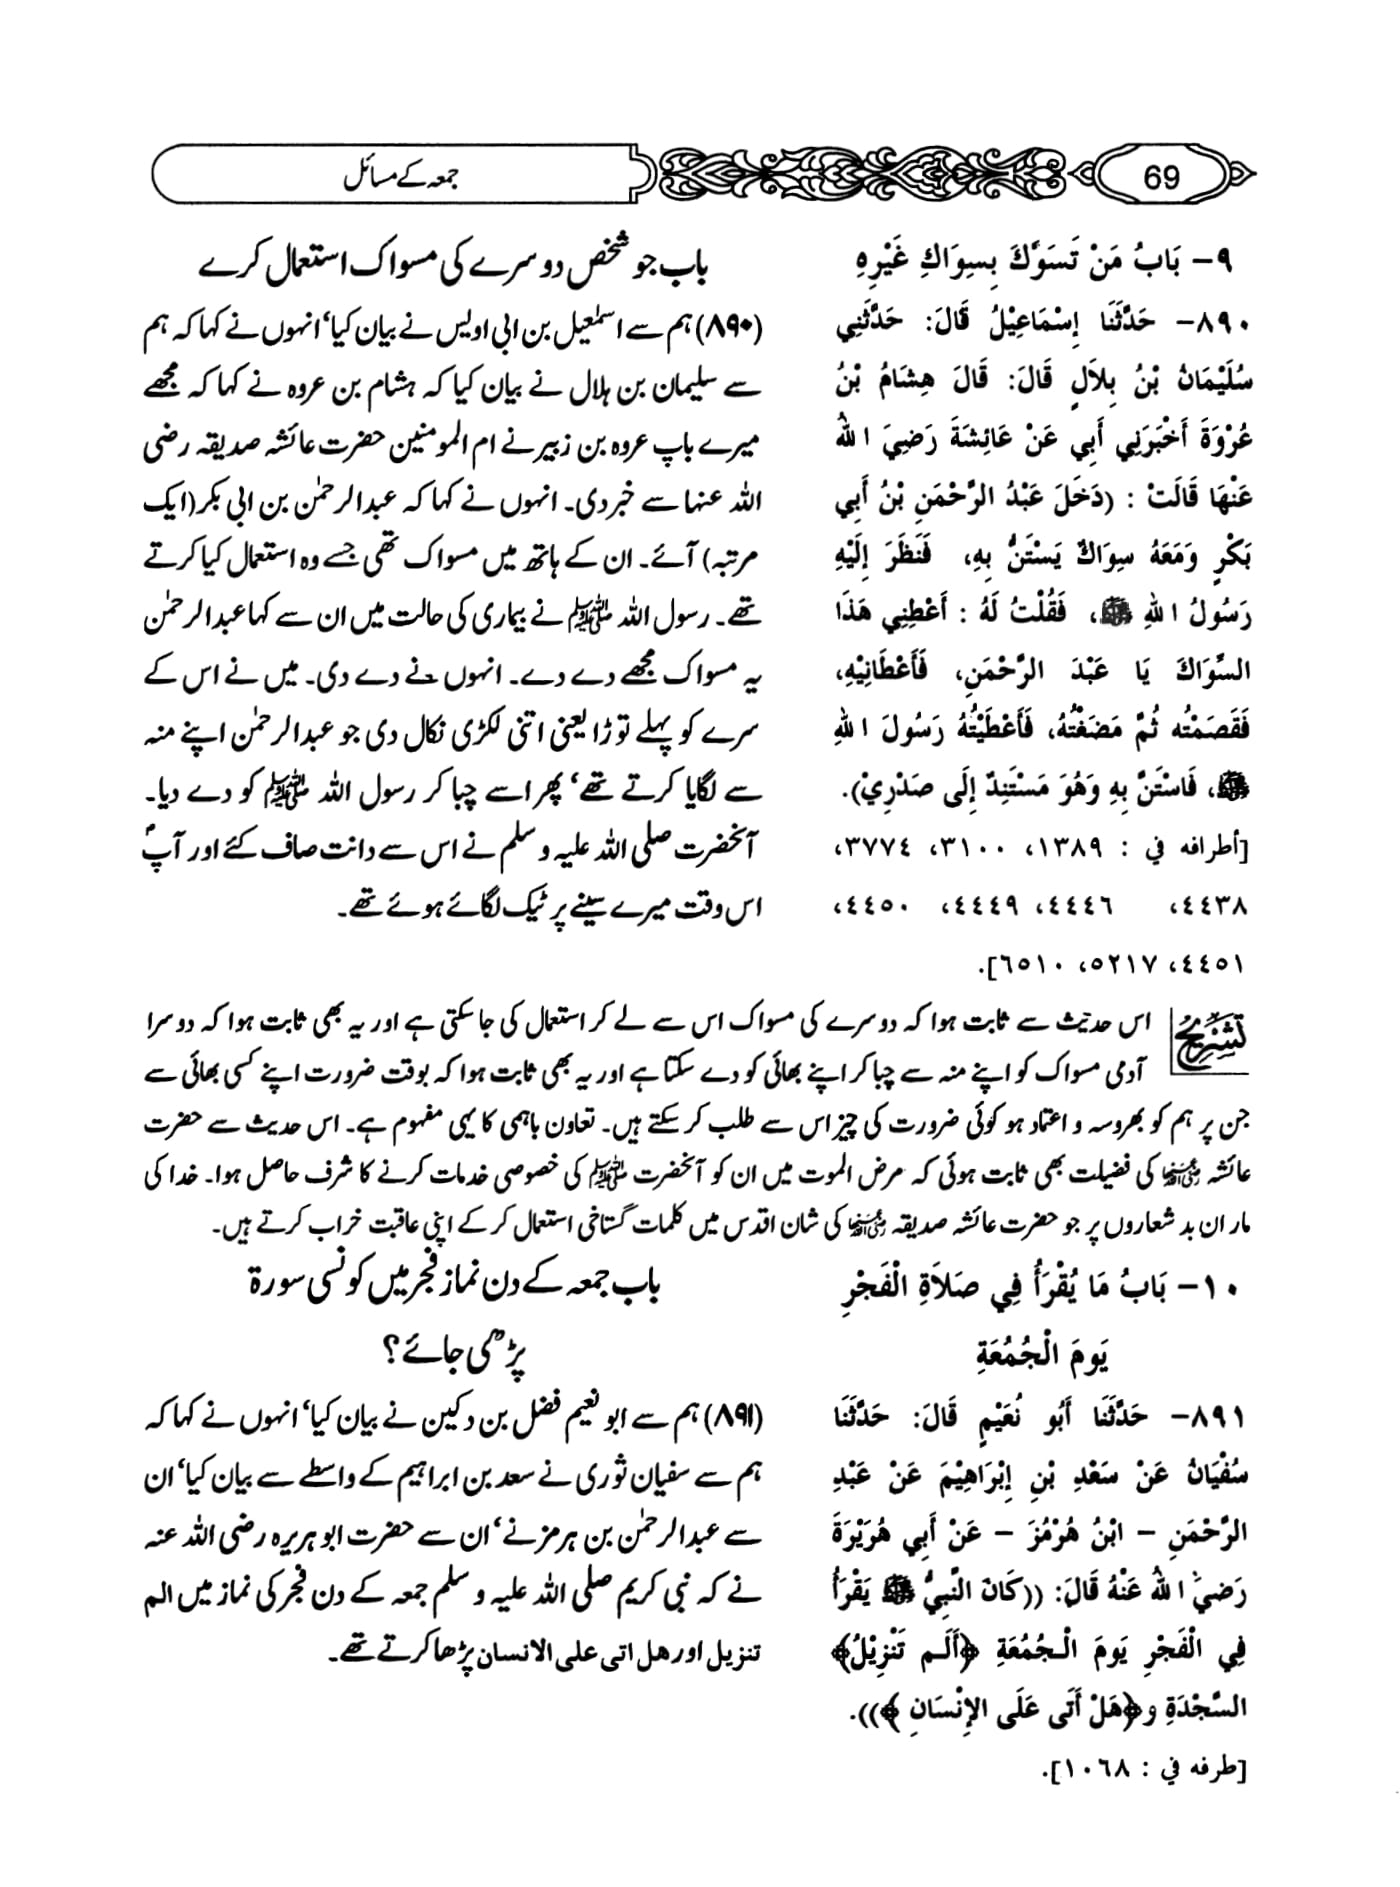 69
جمعہ کے مسائل
٩- بَابُ مَنْ تَسَوَّكَ بِسِوَاكِ غَيْرِهِ
٨٩٠- حَدَّثَنَا إِسْمَاعِيْلُ قَالَ: حَدَّثَنِي
سُلَيْمَانُ بْنُ بِلاَلٍ قَالَ: قَالَ هِشَامُ بْنُ
عُرْوَةَ أَخْبَرَنِي أَبِي عَنْ عَائِشَةَ رَضِيَ اللهُ
عَنْهَا قَالَتْ : (دَخَلَ عَبْدُ الرَّحْمَنِ بْنُ أَبِي
بَكْرٍ وَمَعَهُ سِوَاكٌ يَسْتَنُّ بِهِ، فَنَظَرَ إِلَيْهِ
رَسُولُ اللهِ ﷺ، فَقُلْتُ لَهُ : أَعْطِنِي هَذَا
السِّوَاكَ يَا عَبْدَ الرَّحْمَنِ، فَأَعْطَانِيْهِ،
فَقَصَمْتُه ثُمَّ مَضَغْتُهُ، فَأَعْطَيْتُهُ رَسُولَ اللهِ
ﷺ، فَاسْتَنَّ بِهِ وَهُوَ مَسْتَنِدٌ إِلَى صَدْرِيْ).
[أطرافه في : ١٣٨٩، ٣١٠٠، ٣٧٧٤،
٤٤٣٨، ٤٤٤٦، ٤٤٤٩، ٤٤٥٠،
٤٤٥١، ٥٢١٧، ٦٥١٠].
باب جو شخص دوسرے کی مسواک استعمال کرے
(۸۹۰) ہم سے اسمٰعیل بن ابی اویس نے بیان کیا‘ انہوں نے کہا کہ ہم
سے سلیمان بن ہلال نے بیان کیا کہ ہشام بن عروہ نے کہا کہ مجھے
میرے باپ عروہ بن زبیر نے ام المومنین حضرت عائشہ صدیقہ رضی
اللہ عنہا سے خبر دی۔ انہوں نے کہا کہ عبدالرحمٰن بن ابی بکر (ایک
مرتبہ) آئے۔ ان کے ہاتھ میں مسواک تھی جسے وہ استعمال کیا کرتے
تھے۔ رسول اللہ ﷺ نے بیماری کی حالت میں ان سے کہا عبدالرحمٰن
یہ مسواک مجھے دے دے۔ انہوں نے دے دی۔ میں نے اس کے
سرے کو پہلے توڑا یعنی اتنی لکڑی نکال دی جو عبدالرحمٰن اپنے منہ
سے لگایا کرتے تھے‘ پھر اسے چبا کر رسول اللہ ﷺ کو دے دیا۔
آنحضرت صلی اللہ علیہ و سلم نے اس سے دانت صاف کئے اور آپؐ
اس وقت میرے سینے پر ٹیک لگائے ہوئے تھے۔
تشریح
اس حدیث سے ثابت ہوا کہ دوسرے کی مسواک اس سے لے کر استعمال کی جا سکتی ہے اور یہ بھی ثابت ہوا کہ دوسرا
آدمی مسواک کو اپنے منہ سے چبا کر اپنے بھائی کو دے سکتا ہے اور یہ بھی ثابت ہوا کہ بوقت ضرورت اپنے کسی بھائی سے
جن پر ہم کو بھروسہ و اعتماد ہو کوئی ضرورت کی چیز اس سے طلب کر سکتے ہیں۔ تعاون باہمی کا یہی مفہوم ہے۔ اس حدیث سے حضرت
عائشہ رضی اللہ عنہا کی فضیلت بھی ثابت ہوئی کہ مرض الموت میں ان کو آنحضرت ﷺ کی خصوصی خدمات کرنے کا شرف حاصل ہوا۔ خدا کی
مار ان بد شعاروں پر جو حضرت عائشہ صدیقہ رضی اللہ عنہا کی شان اقدس میں کلمات گستاخی استعمال کر کے اپنی عاقبت خراب کرتے ہیں۔
١٠- بَابُ مَا يُقْرَأُ فِي صَلاَةِ الْفَجْرِ
يَومَ الْجُمُعَةِ
٨٩١- حَدَّثَنَا أَبُو نُعَيْمٍ قَالَ: حَدَّثَنَا
سُفْيَانُ عَنْ سَعْدِ بْنِ إِبْرَاهِيْمَ عَنْ عَبْدِ
الرَّحْمَنِ – ابْنُ هُرْمُزَ – عَنْ أَبِي هُرَيْرَةَ
رَضِيَ اللهُ عَنْهُ قَالَ: ((كَانَ النَّبِيُّ ﷺ يَقْرَأُ
فِي الْفَجْرِ يَومَ الْجُمُعَةِ ﴿أَلَم تَنْزِيْلُ﴾
السَّجْدَةِ و﴿هَلْ أَتَى عَلَى الإِنْسَانِ﴾)).
[طرفه في : ١٠٦٨].
باب جمعہ کے دن نماز فجر میں کونسی سورۃ
پڑھی جائے؟
(۸۹۱) ہم سے ابو نعیم فضل بن دکین نے بیان کیا‘ انہوں نے کہا کہ
ہم سے سفیان ثوری نے سعد بن ابراہیم کے واسطے سے بیان کیا‘ ان
سے عبدالرحمٰن بن ہرمز نے‘ ان سے حضرت ابو ہریرہ رضی اللہ عنہ
نے کہ نبی کریم صلی اللہ علیہ و سلم جمعہ کے دن فجر کی نماز میں الم
تنزیل اور هل اتی علی الانسان پڑھا کرتے تھے۔